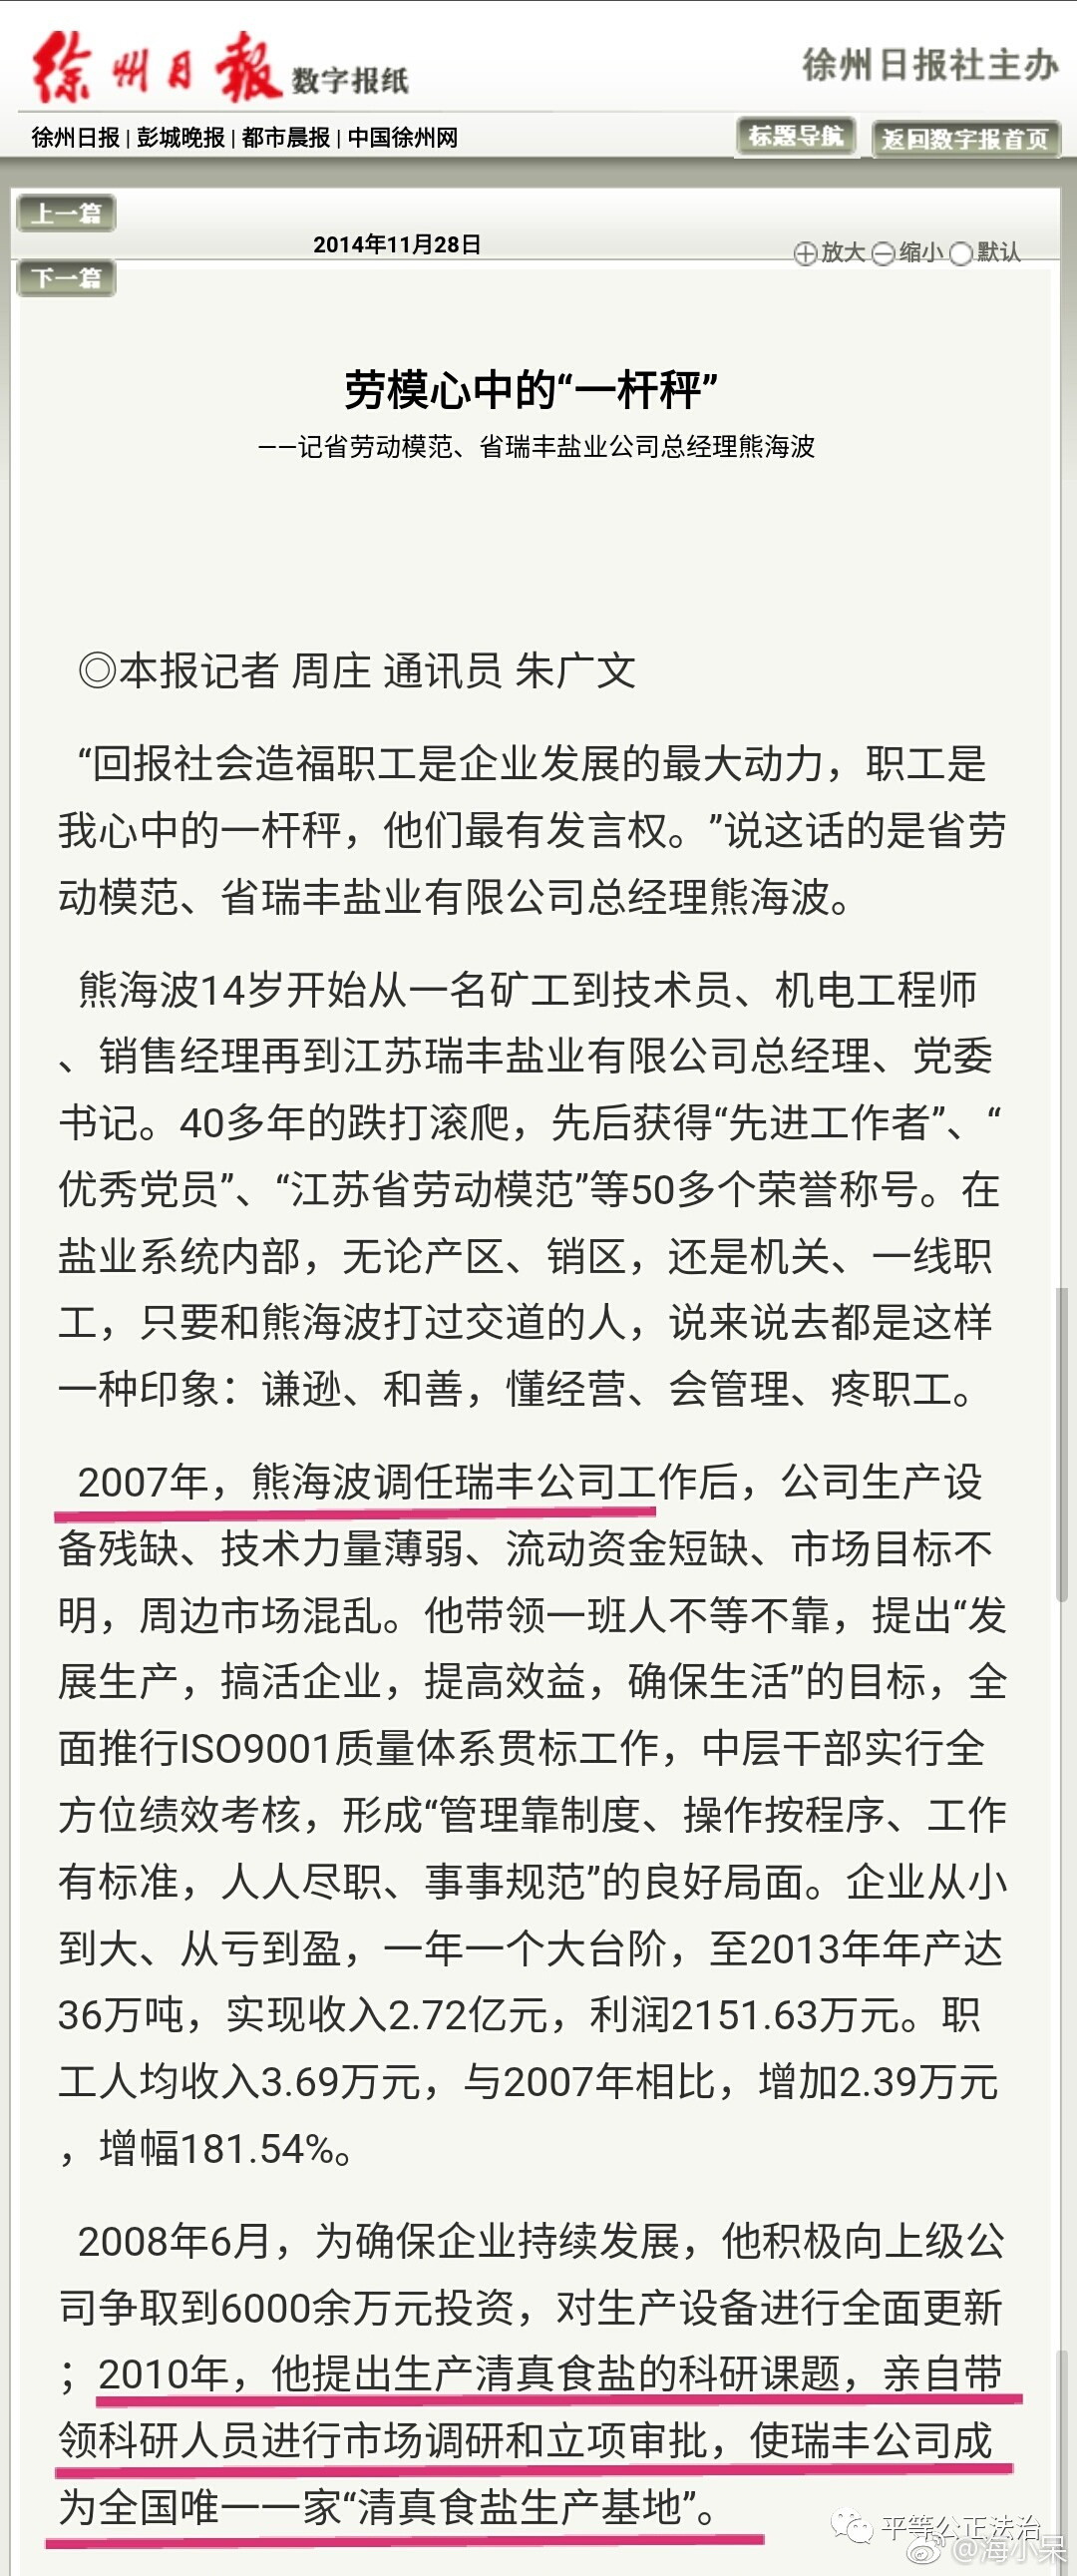 徐州日报 数字报纸
徐州日报社主办
徐州日报 | 彭城晚报 | 都市晨报 | 中国徐州网
标题导航
返回数字报首页
上一篇
2014年11月28日
放大 缩小 默认
下一篇
劳模心中的“一杆秤”
——记省劳动模范、省瑞丰盐业公司总经理熊海波
◎本报记者 周庄 通讯员 朱广文
“回报社会造福职工是企业发展的最大动力，职工是
我心中的一杆秤，他们最有发言权。”说这话的是省劳
动模范、省瑞丰盐业有限公司总经理熊海波。
熊海波14岁开始从一名矿工到技术员、机电工程师
、销售经理再到江苏瑞丰盐业有限公司总经理、党委
书记。40多年的跌打滚爬，先后获得“先进工作者”、“
优秀党员”、“江苏省劳动模范”等50多个荣誉称号。在
盐业系统内部，无论产区、销区，还是机关、一线职
工，只要和熊海波打过交道的人，说来说去都是这样
一种印象：谦逊、和善，懂经营、会管理、疼职工。
2007年，熊海波调任瑞丰公司工作后，公司生产设
备残缺、技术力量薄弱、流动资金短缺、市场目标不
明，周边市场混乱。他带领一班人不等不靠，提出“发
展生产，搞活企业，提高效益，确保生活”的目标，全
面推行ISO9001质量体系贯标工作，中层干部实行全
方位绩效考核，形成“管理靠制度、操作按程序、工作
有标准，人人尽职、事事规范”的良好局面。企业从小
到大、从亏到盈，一年一个大台阶，至2013年年产达
36万吨，实现收入2.72亿元，利润2151.63万元。职
工人均收入3.69万元，与2007年相比，增加2.39万元
，增幅181.54%。
2008年6月，为确保企业持续发展，他积极向上级公
司争取到6000余万元投资，对生产设备进行全面更新
；2010年，他提出生产清真食盐的科研课题，亲自带
领科研人员进行市场调研和立项审批，使瑞丰公司成
为全国唯一一家“清真食盐生产基地”。
平等公正法治
@海小呆